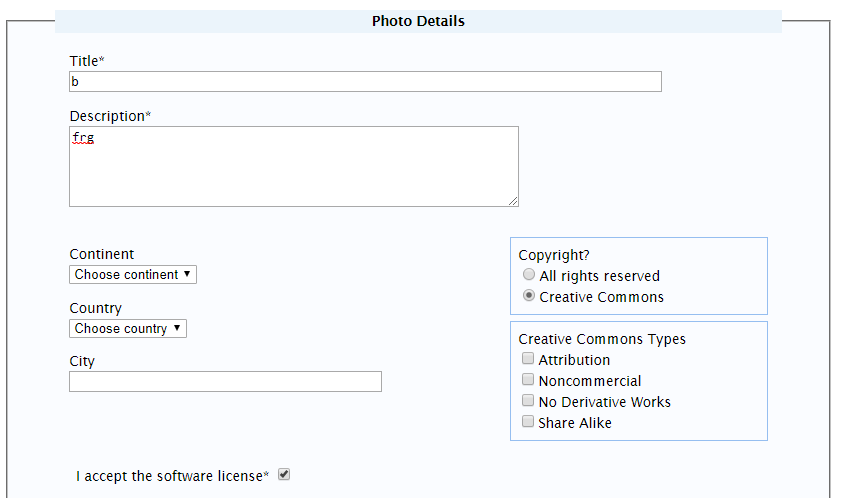 Photo Details
Title*
b
Description*
frg
Continent
Choose continent
Country
Choose country
City
Copyright?
All rights reserved
Creative Commons
Creative Commons Types
Attribution
Noncommercial
No Derivative Works
Share Alike
I accept the software license*